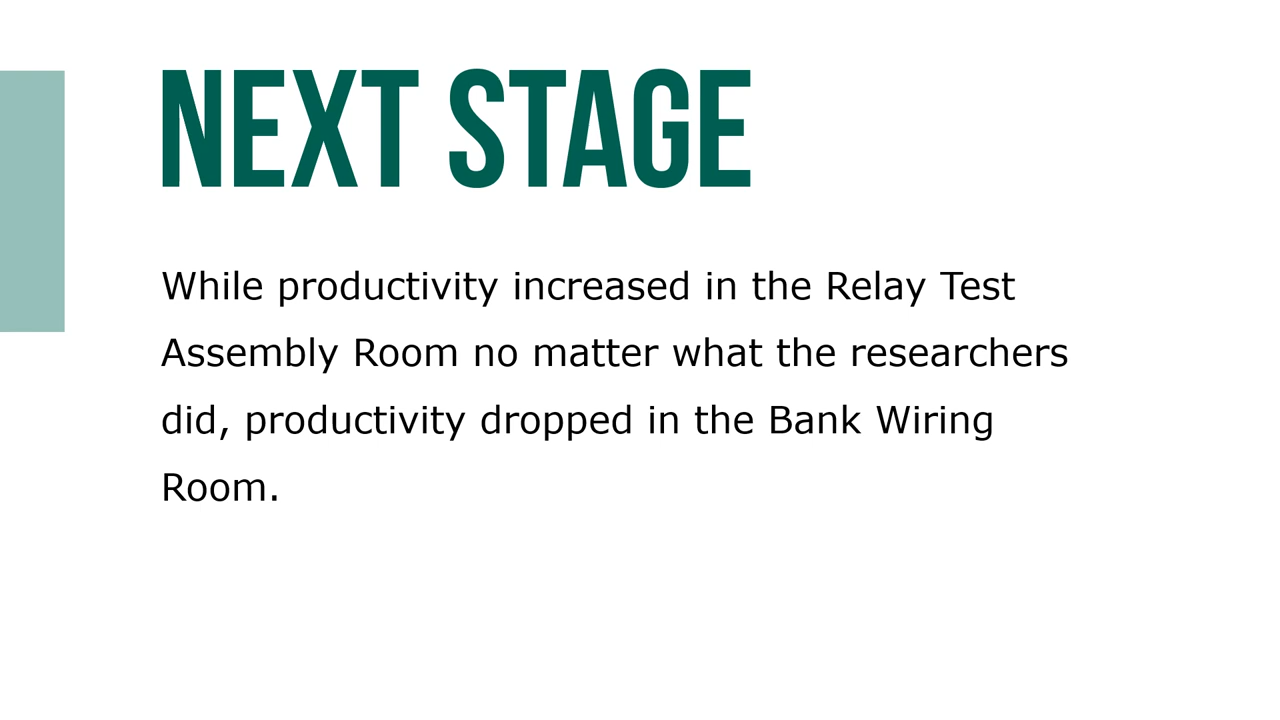 NEXT STAGE
While productivity increased in the Relay Test
Assembly Room no matter what the researchers
did, productivity dropped in the Bank Wiring
Room.